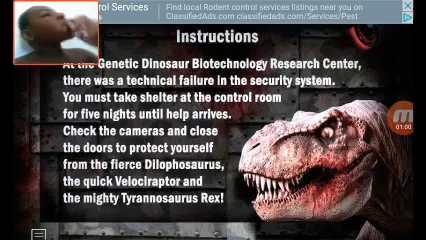 rol Services
Find local Rodent control services listings near you on
ClassifiedAds.com classifieds.com/Services/Pest
Instructions
At the Genetic Dinosaur Biotechnology Research Center,
there was a technical failure in the security system.
You must take shelter at the control room
for five nights until help arrives.
Check the cameras and close
the doors to protect yourself
from the fierce Dilophosaurus,
the quick Velociraptor and
the mighty Tyrannosaurus Rex!
01:00